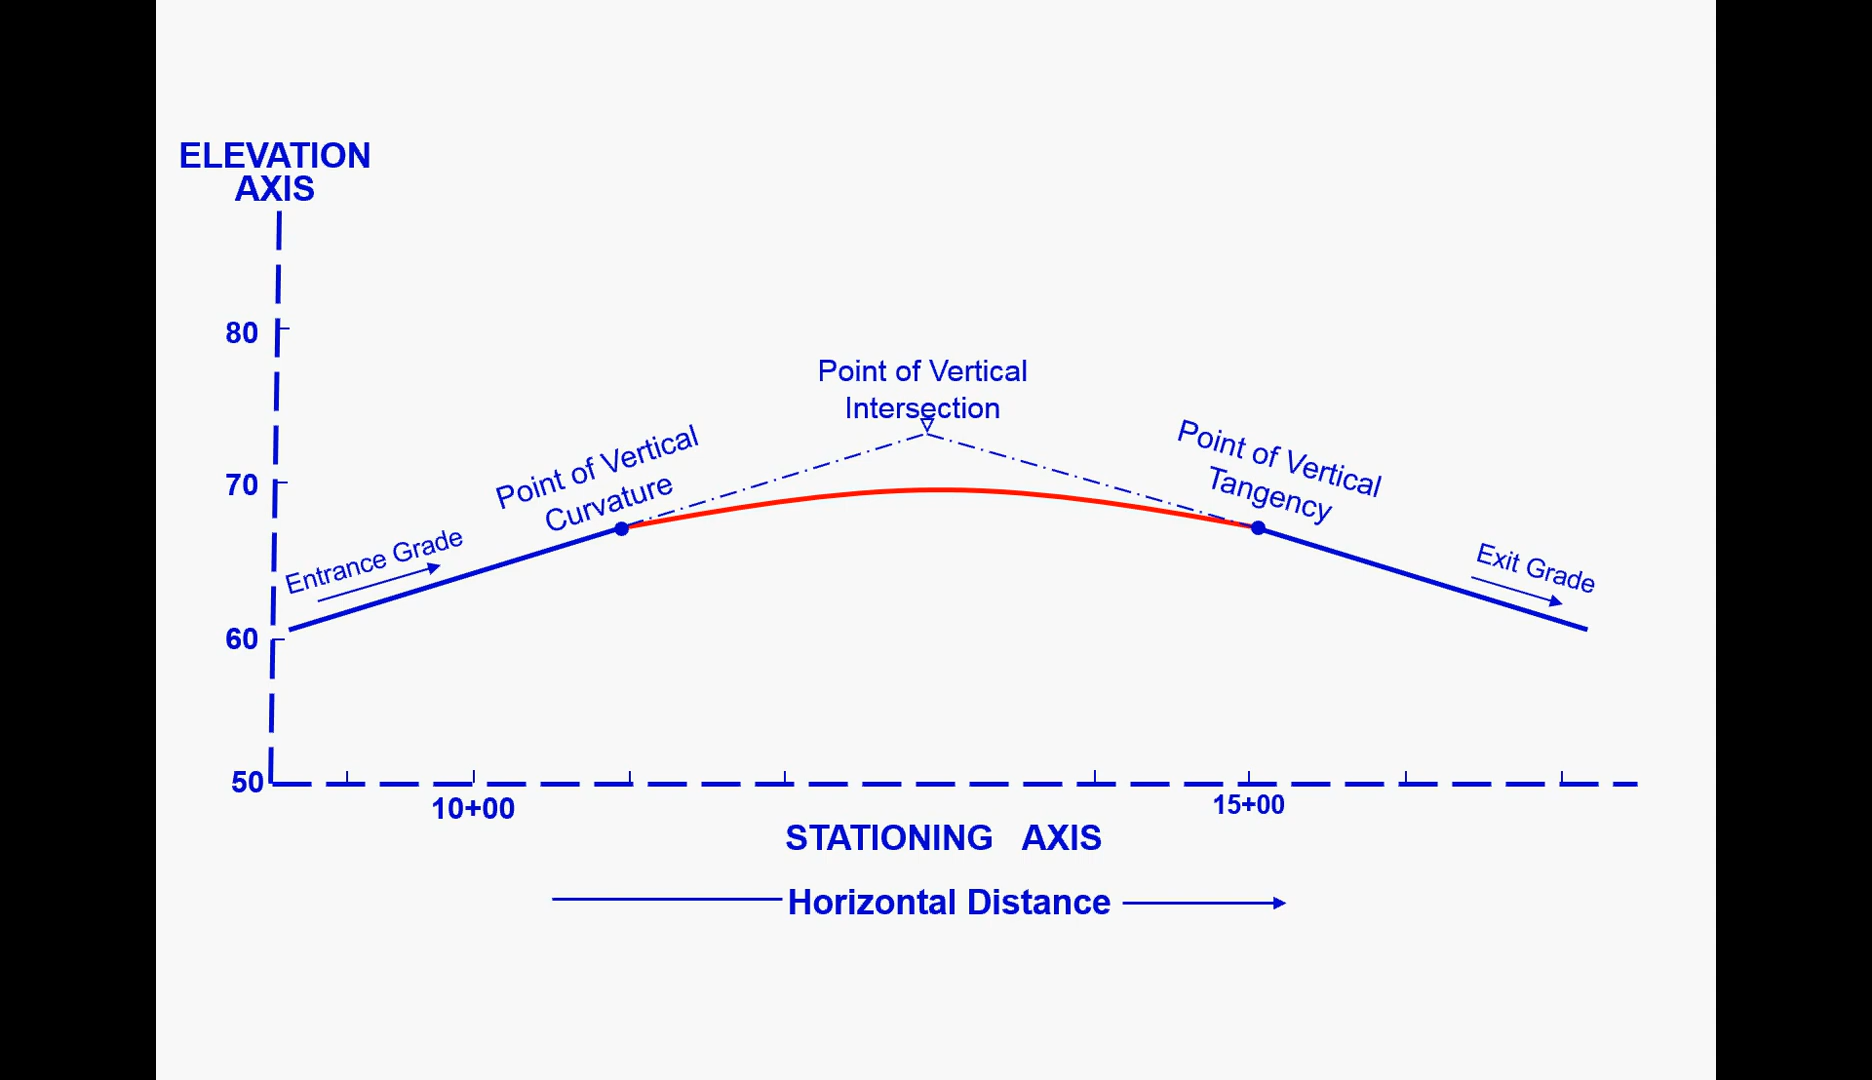 ELEVATION
AXIS
80
Point of Vertical
Intersection
Point of Vertical
Curvature
Point of Vertical
Tangency
70
Entrance Grade
Exit Grade
60
50
10+00
15+00
STATIONING AXIS
Horizontal Distance